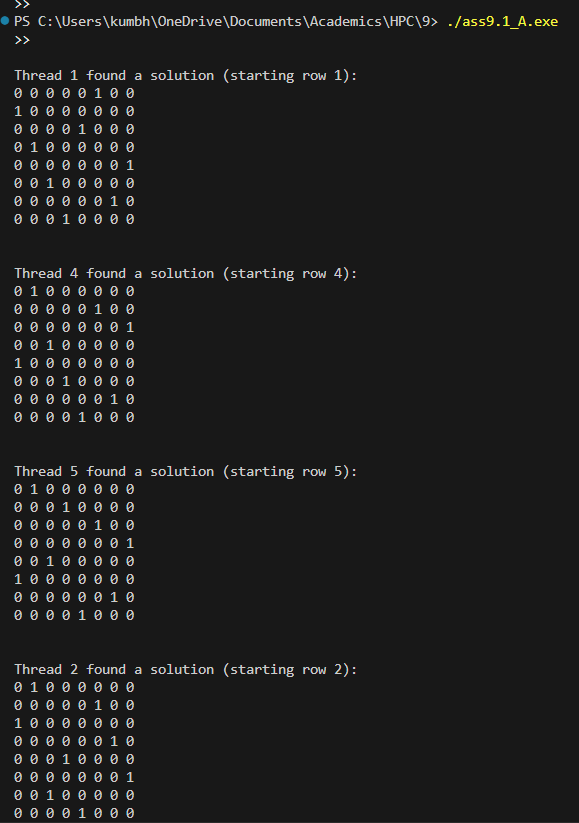 >>
PS C:\Users\kumbh\OneDrive\Documents\Academics\HPC\9> ./ass9.1_A.exe
>>
Thread 1 found a solution (starting row 1):
0 0 0 0 0 1 0 0
1 0 0 0 0 0 0 0
0 0 0 0 1 0 0 0
0 1 0 0 0 0 0 0
0 0 0 0 0 0 0 1
0 0 1 0 0 0 0 0
0 0 0 0 0 0 1 0
0 0 0 1 0 0 0 0
Thread 4 found a solution (starting row 4):
0 1 0 0 0 0 0 0
0 0 0 0 0 1 0 0
0 0 0 0 0 0 0 1
0 0 1 0 0 0 0 0
1 0 0 0 0 0 0 0
0 0 0 1 0 0 0 0
0 0 0 0 0 0 1 0
0 0 0 0 1 0 0 0
Thread 5 found a solution (starting row 5):
0 1 0 0 0 0 0 0
0 0 0 1 0 0 0 0
0 0 0 0 0 1 0 0
0 0 0 0 0 0 0 1
0 0 1 0 0 0 0 0
1 0 0 0 0 0 0 0
0 0 0 0 0 0 1 0
0 0 0 0 1 0 0 0
Thread 2 found a solution (starting row 2):
0 1 0 0 0 0 0 0
0 0 0 0 0 1 0 0
1 0 0 0 0 0 0 0
0 0 0 0 0 0 1 0
0 0 0 1 0 0 0 0
0 0 0 0 0 0 0 1
0 0 1 0 0 0 0 0
0 0 0 0 1 0 0 0